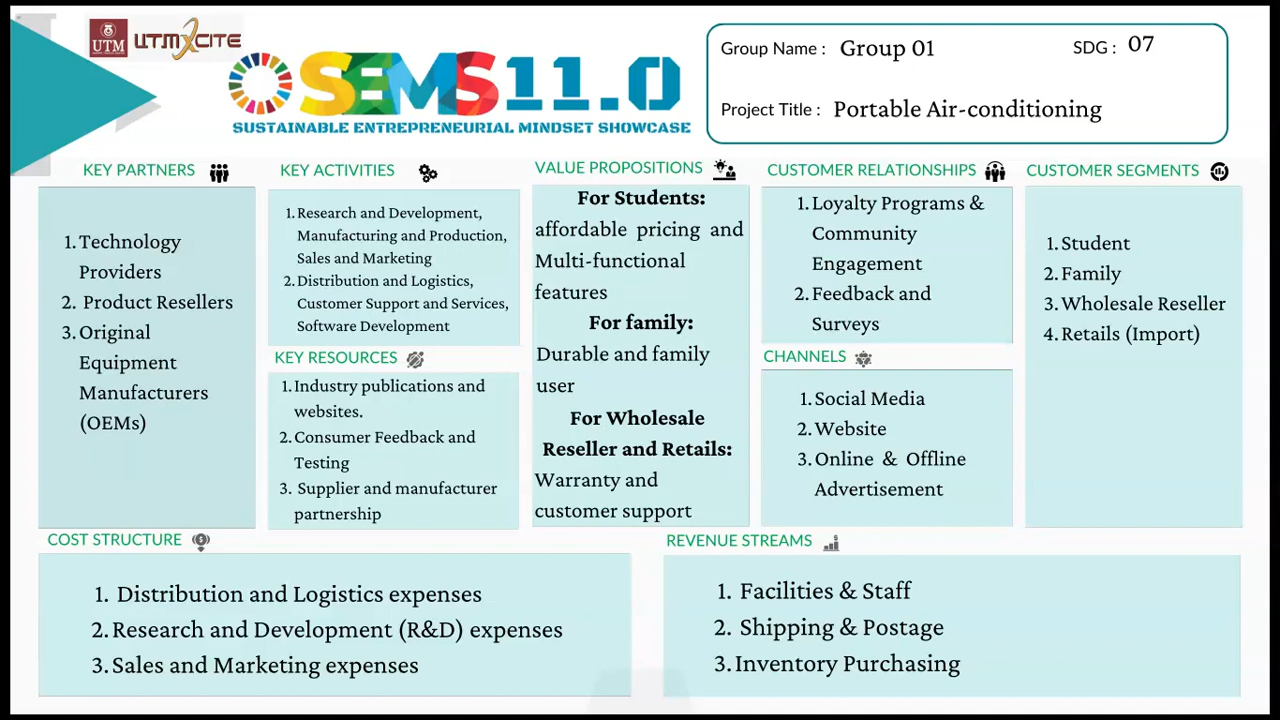 UTM UTMXCITE
SEMS 11.0
SUSTAINABLE ENTREPRENEURIAL MINDSET SHOWCASE
Group Name : Group 01
SDG : 07
Project Title : Portable Air-conditioning
KEY PARTNERS
1. Technology
Providers
2. Product Resellers
3. Original
Equipment
Manufacturers
(OEMs)
KEY ACTIVITIES
1. Research and Development,
Manufacturing and Production,
Sales and Marketing
2. Distribution and Logistics,
Customer Support and Services,
Software Development
KEY RESOURCES
1. Industry publications and
websites.
2. Consumer Feedback and
Testing
3. Supplier and manufacturer
partnership
VALUE PROPOSITIONS
For Students:
affordable pricing and
Multi-functional
features
For family:
Durable and family
user
For Wholesale
Reseller and Retails:
Warranty and
customer support
CUSTOMER RELATIONSHIPS
1. Loyalty Programs &
Community
Engagement
2. Feedback and
Surveys
CHANNELS
1. Social Media
2. Website
3. Online & Offline
Advertisement
CUSTOMER SEGMENTS
1. Student
2. Family
3. Wholesale Reseller
4. Retails (Import)
COST STRUCTURE
1. Distribution and Logistics expenses
2. Research and Development (R&D) expenses
3. Sales and Marketing expenses
REVENUE STREAMS
1. Facilities & Staff
2. Shipping & Postage
3. Inventory Purchasing